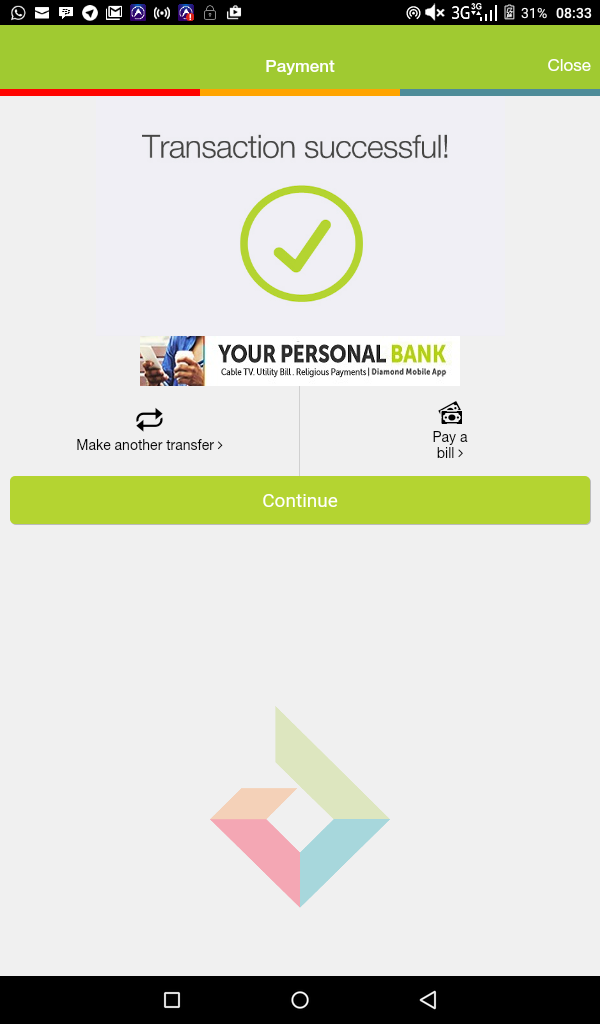 3G 3G 31% 08:33
Payment
Close
Transaction successful!
YOUR PERSONAL BANK
Cable TV. Utility Bill . Religious Payments | Diamond Mobile App
Make another transfer >
Pay a
bill >
Continue